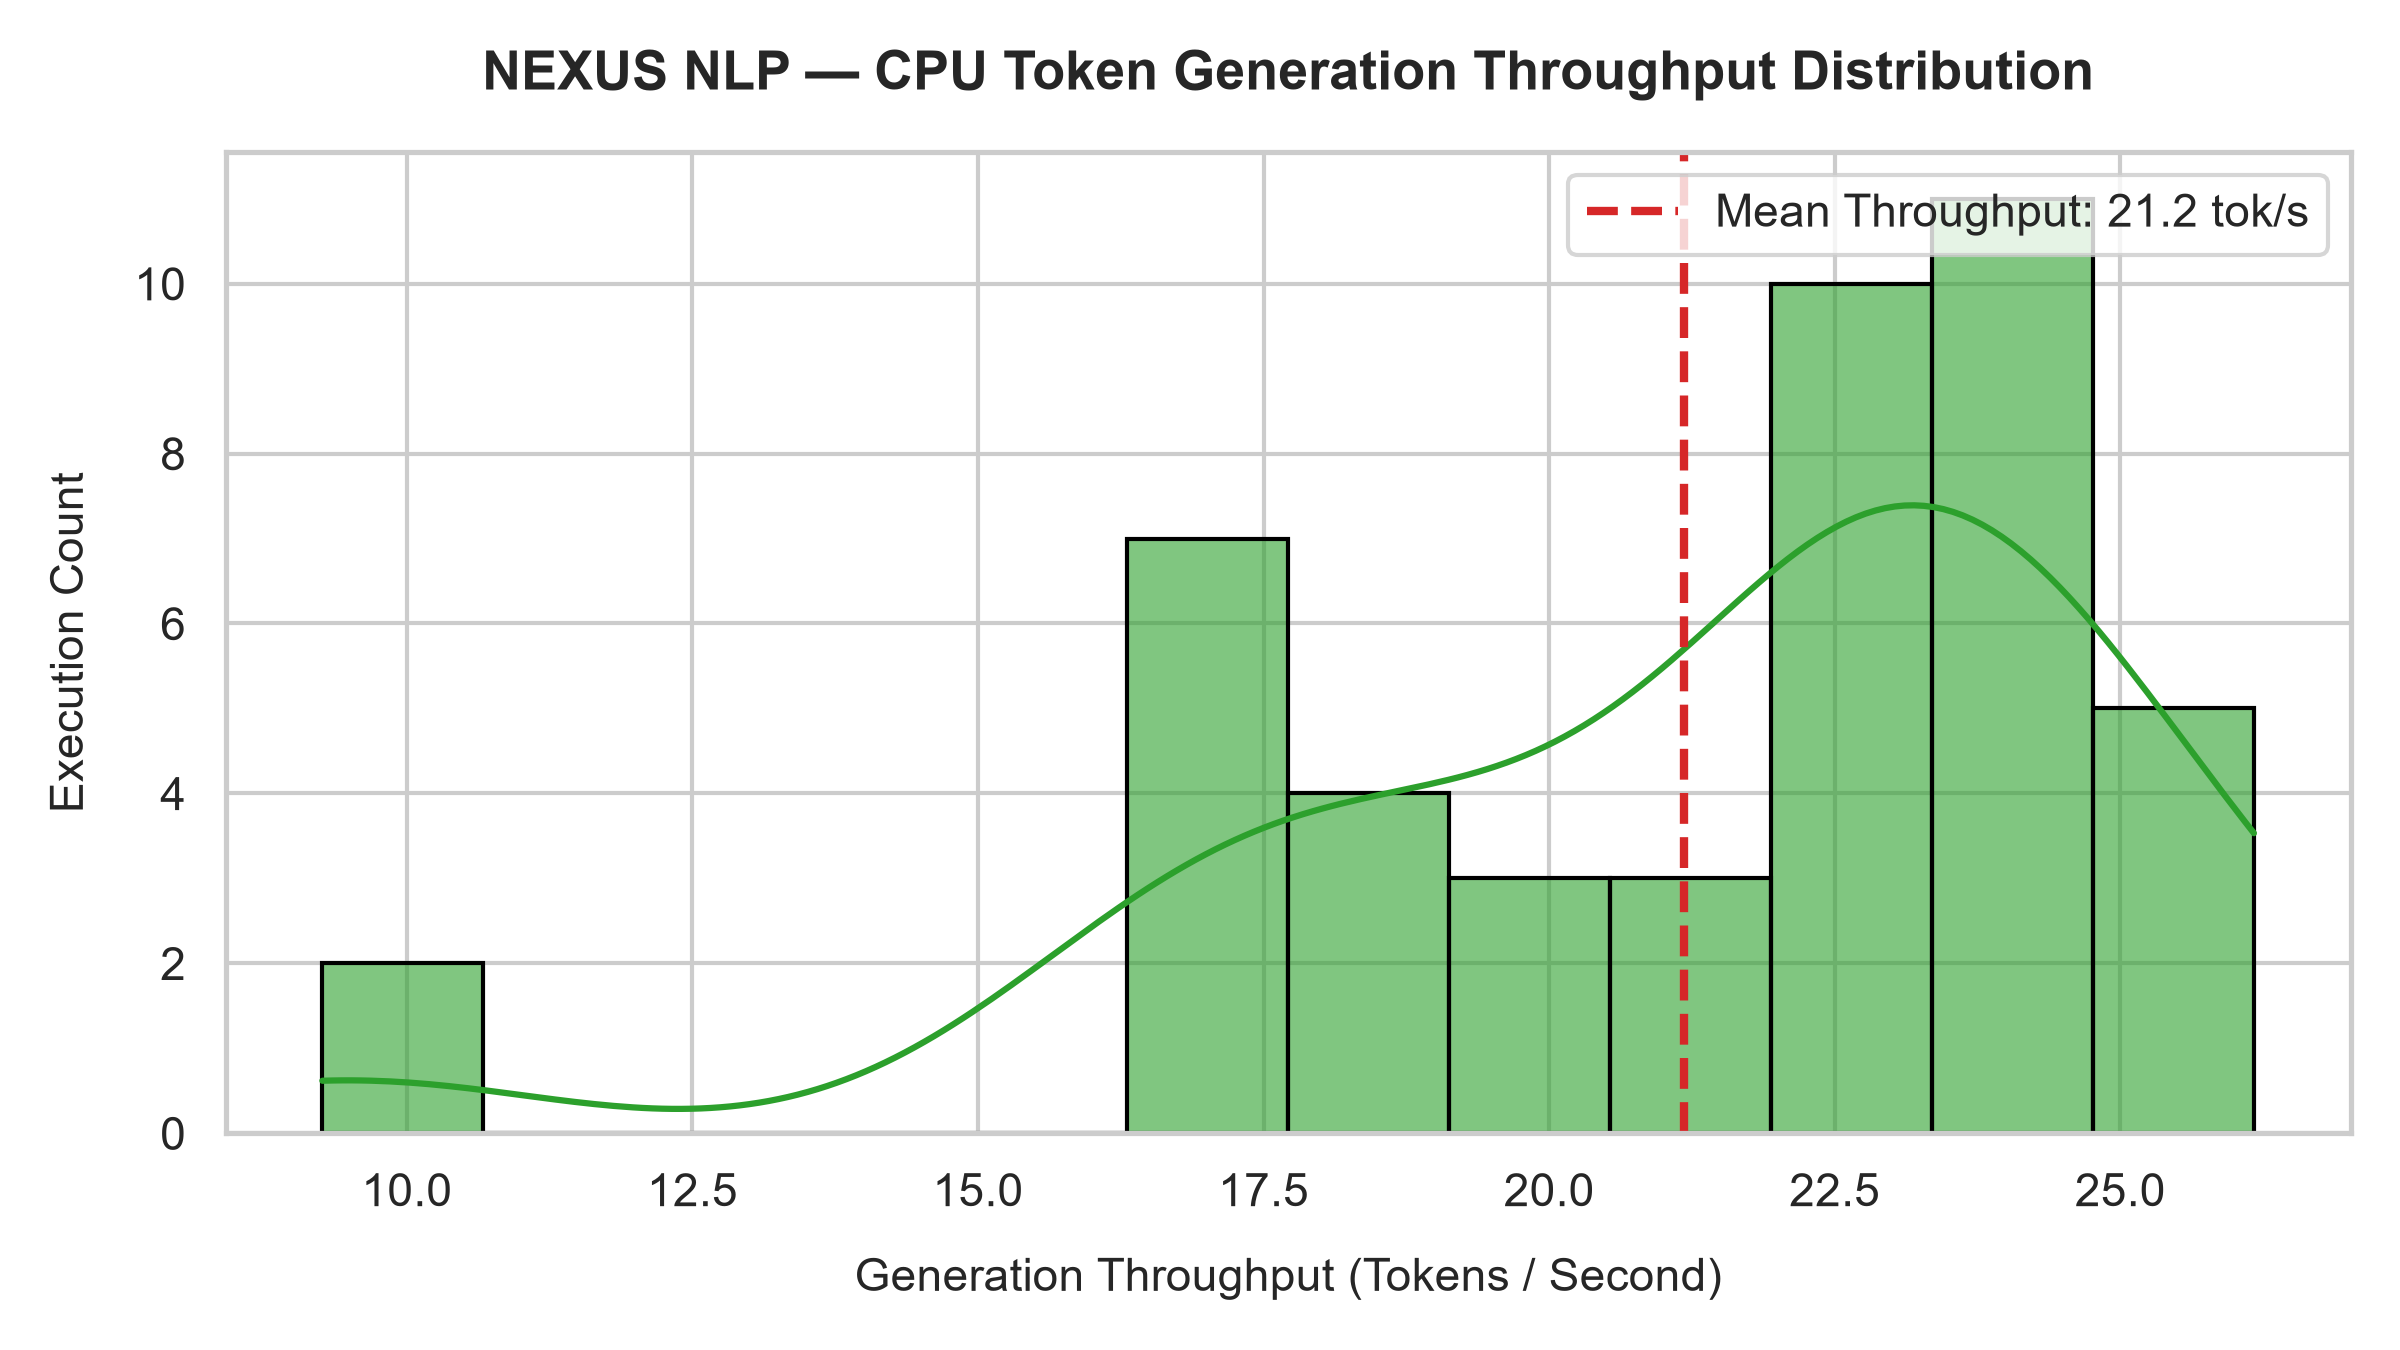 NEXUS NLP — CPU Token Generation Throughput Distribution
Mean Throughput: 21.2 tok/s
Execution Count
10
8
6
4
2
0
10.0 12.5 15.0 17.5 20.0 22.5 25.0
Generation Throughput (Tokens / Second)